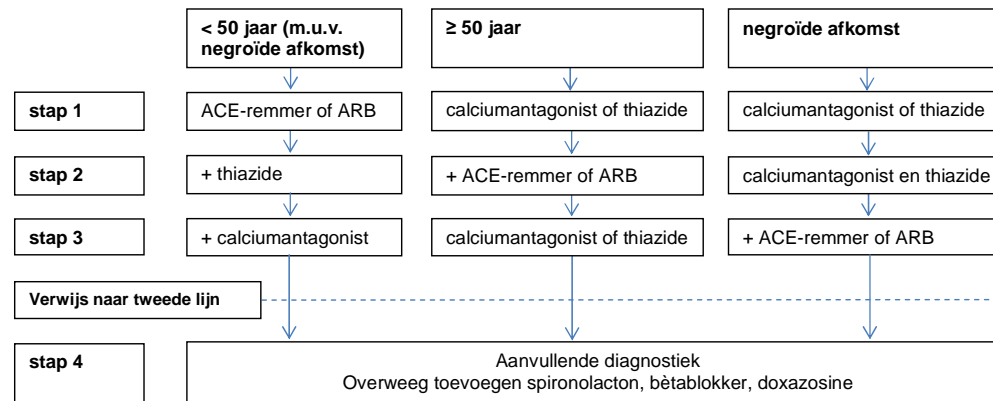 < 50 jaar (m.u.v. negroïde afkomst)
≥ 50 jaar
negroïde afkomst
stap 1
ACE-remmer of ARB
calciumantagonist of thiazide
calciumantagonist of thiazide
stap 2
+ thiazide
+ ACE-remmer of ARB
calciumantagonist en thiazide
stap 3
+ calciumantagonist
calciumantagonist of thiazide
+ ACE-remmer of ARB
Verwijs naar tweede lijn
stap 4
Aanvullende diagnostiek
Overweeg toevoegen spironolacton, bètablokker, doxazosine